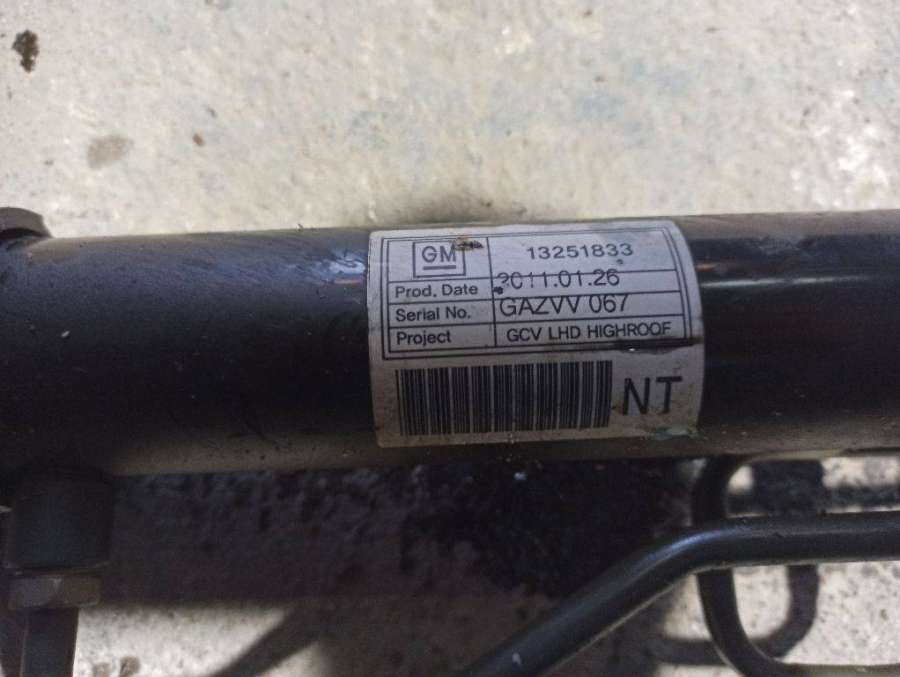 GM 13251833
Prod. Date 2011.01.26
Serial No. GAZVV 067
Project GCV LHD HIGHROOF
NT